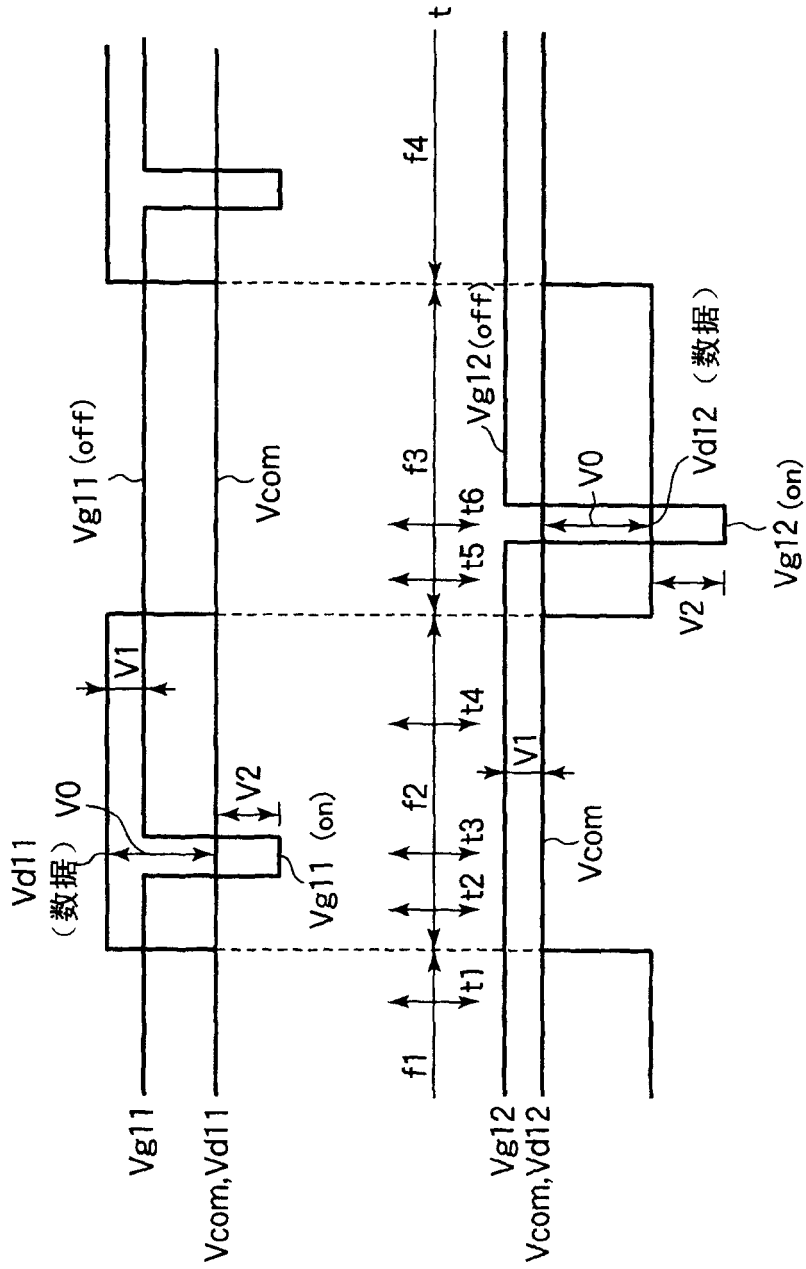 Vd11
(数据)
V0
V1
Vg11(off)
Vg11
Vcom,Vd11
V2
Vg11 (on)
Vcom
f1
f2
f3
f4
t
t1
t2
t3
t4
t5
t6
Vg12
Vcom,Vd12
V1
Vcom
Vg12(off)
V0
V2
Vd12 (数据)
Vg12(on)